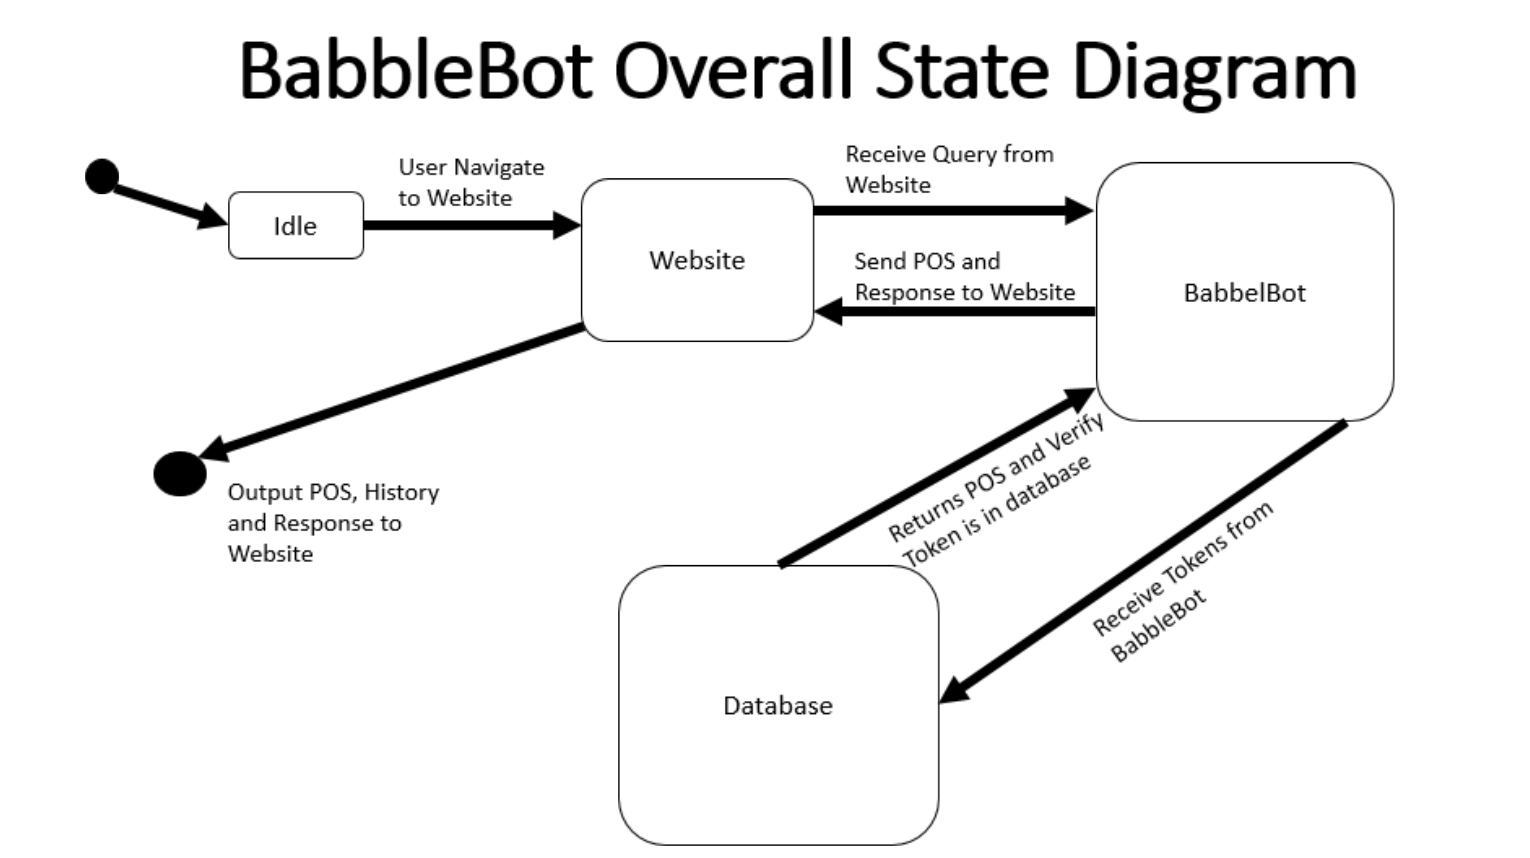 BabbleBot Overall State Diagram
User Navigate
to Website
Receive Query from
Website
Idle
Website
Send POS and
Response to Website
BabbelBot
Returns POS and Verify
Token is in database
Receive Tokens from
BabbleBot
Output POS, History
and Response to
Website
Database